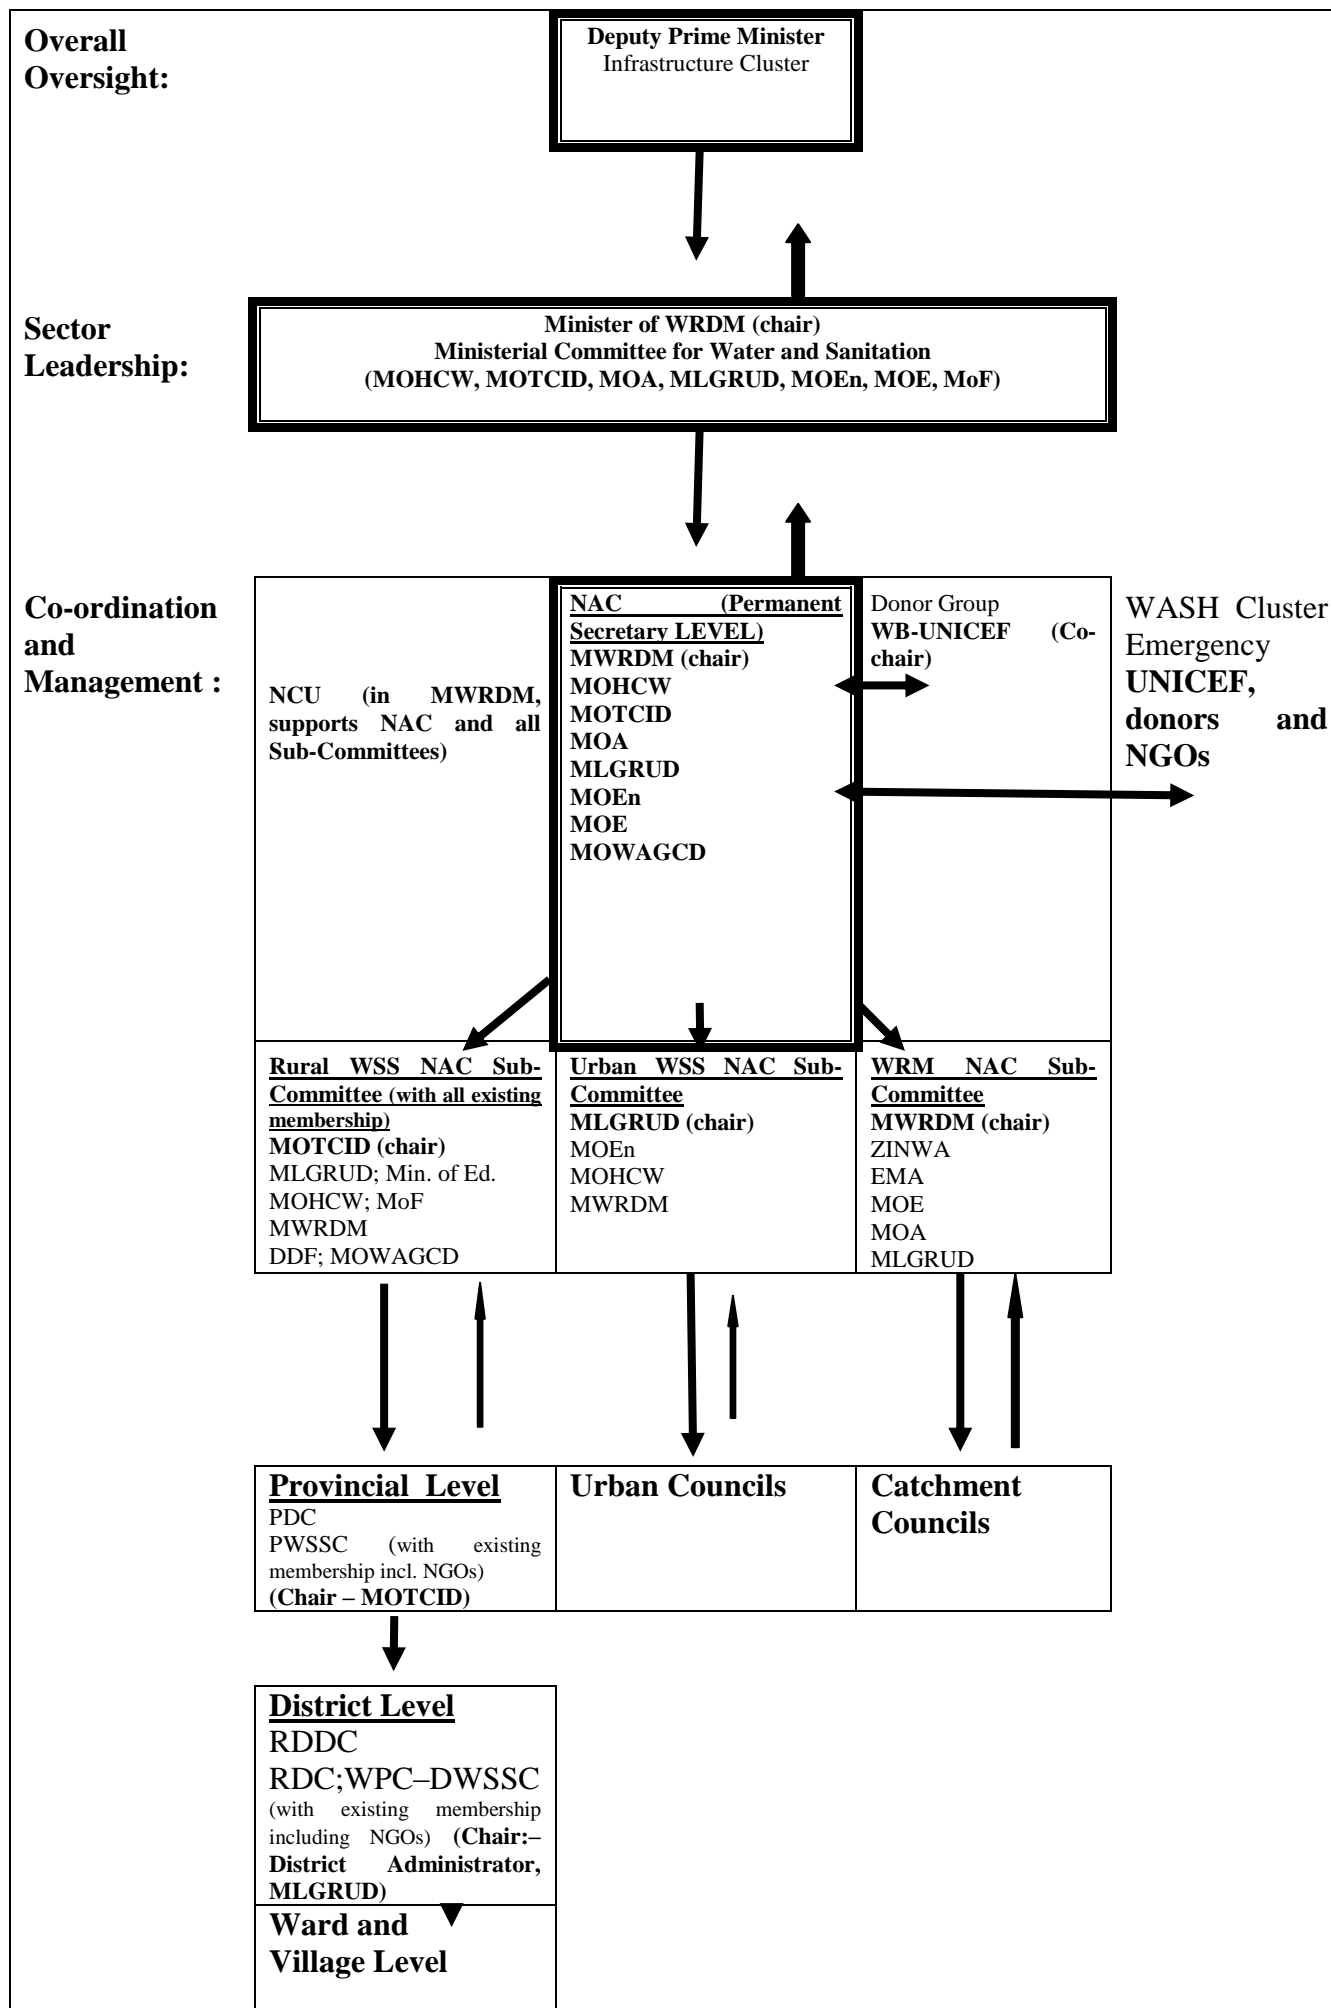 Overall
Oversight:
Deputy Prime Minister
Infrastructure Cluster
Sector
Leadership:
Minister of WRDM (chair)
Ministerial Committee for Water and Sanitation
(MOHCW, MOTCID, MOA, MLGRUD, MOEn, MOE, MoF)
Co-ordination
and
Management :
NCU (in MWRDM,
supports NAC and all
Sub-Committees)
NAC (Permanent
Secretary LEVEL)
MWRDM (chair)
MOHCW
MOTCID
MOA
MLGRUD
MOEn
MOE
MOWAGCD
Donor Group
WB-UNICEF (Co-
chair)
WASH Cluster
Emergency
UNICEF,
donors and
NGOs
Rural WSS NAC Sub-
Committee (with all existing
membership)
MOTCID (chair)
MLGRUD; Min. of Ed.
MOHCW; MoF
MWRDM
DDF; MOWAGCD
Urban WSS NAC Sub-
Committee
MLGRUD (chair)
MOEn
MOHCW
MWRDM
WRM NAC Sub-
Committee
MWRDM (chair)
ZINWA
EMA
MOE
MOA
MLGRUD
Provincial Level
PDC
PWSSC (with existing
membership incl. NGOs)
(Chair – MOTCID)
Urban Councils
Catchment
Councils
District Level
RDDC
RDC;WPC–DWSSC
(with existing membership
including NGOs) (Chair:–
District Administrator,
MLGRUD)
Ward and
Village Level